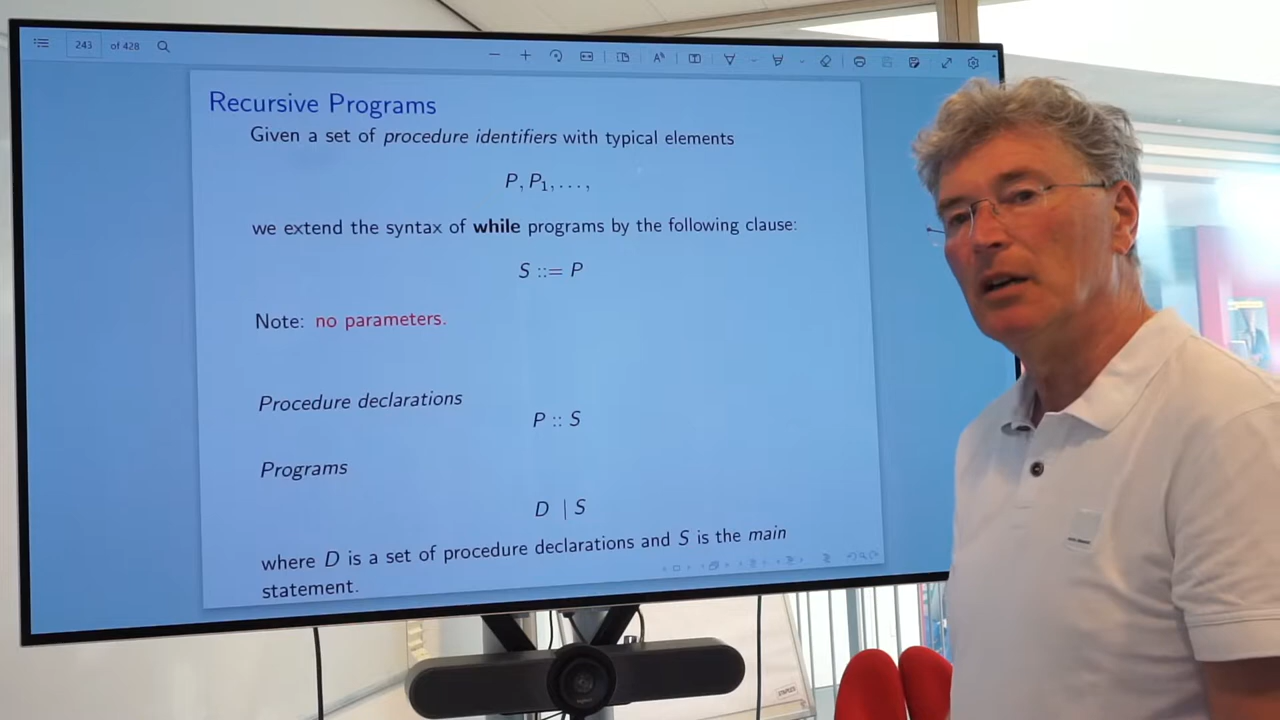 243 of 428
Recursive Programs
Given a set of procedure identifiers with typical elements
P, P₁, . . . ,
we extend the syntax of while programs by the following clause:
S ::= P
Note: no parameters.
Procedure declarations
P :: S
Programs
D | S
where D is a set of procedure declarations and S is the main
statement.
STAPLES